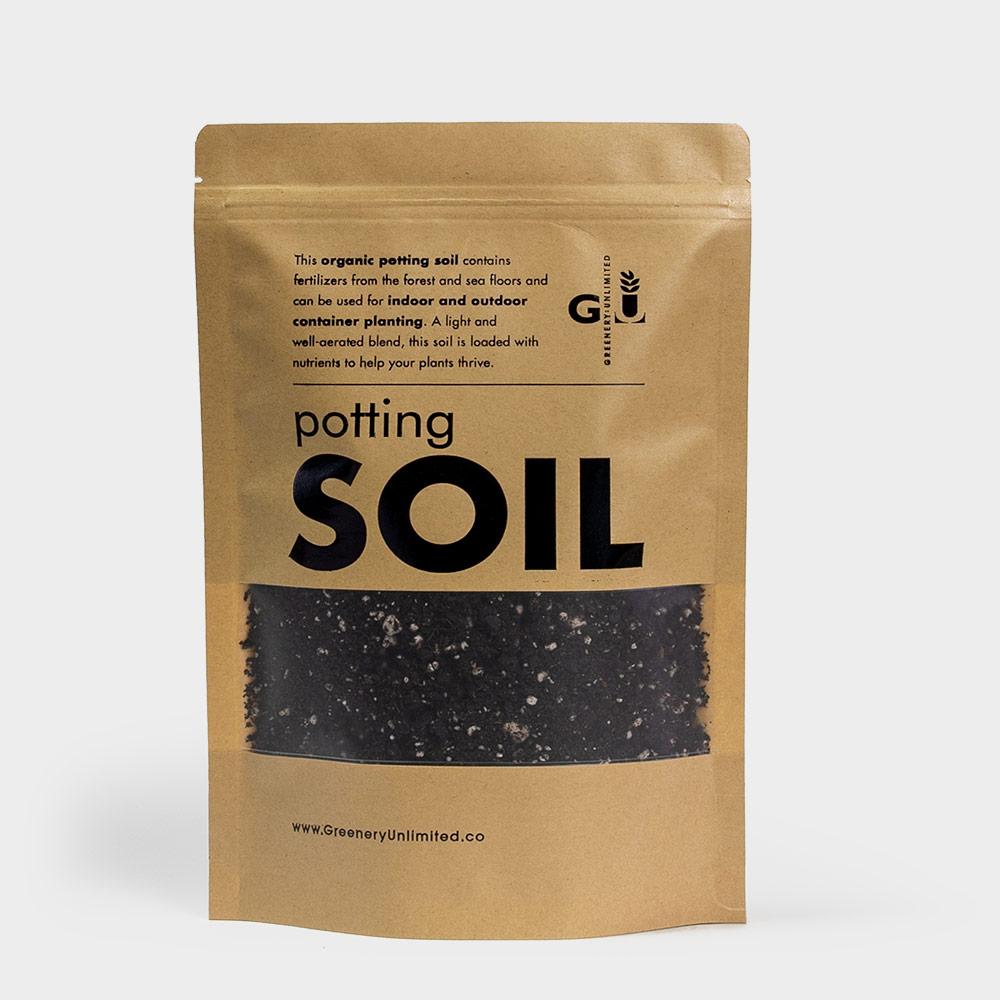 This organic potting soil contains
fertilizers from the forest and sea floors and
can be used for indoor and outdoor
container planting. A light and
well-aerated blend, this soil is loaded with
nutrients to help your plants thrive.
GU
GREENERY UNLIMITED
potting
SOIL
www.GreeneryUnlimited.co